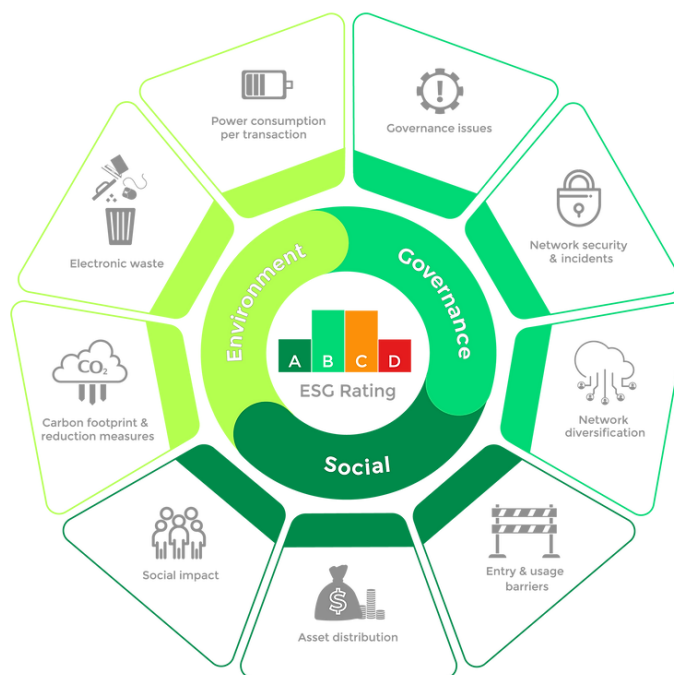 Power consumption
per transaction
Governance issues
Electronic waste
Network security
& incidents
Environment
Governance
A B C D
ESG Rating
CO₂
Carbon footprint &
reduction measures
Network
diversification
Social
Social impact
$
Asset distribution
Entry & usage
barriers